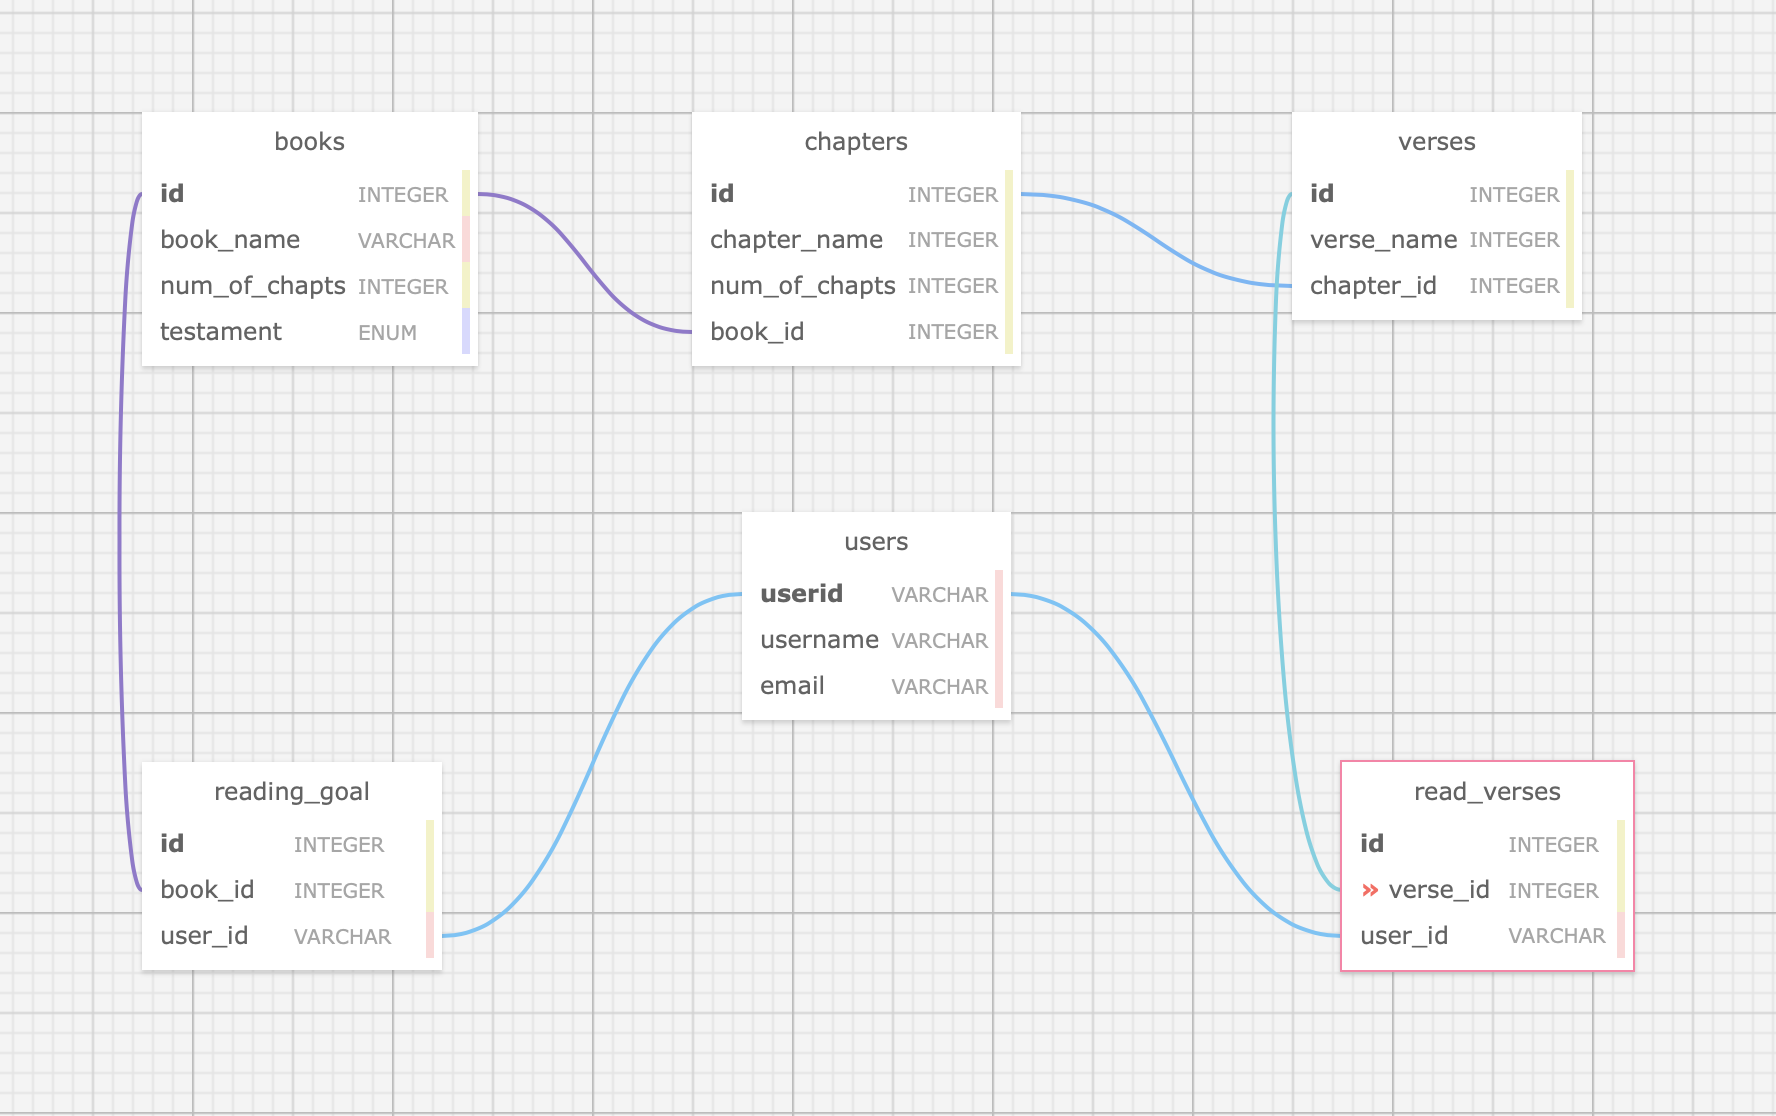 books
id INTEGER
book_name VARCHAR
num_of_chapts INTEGER
testament ENUM
chapters
id INTEGER
chapter_name INTEGER
num_of_chapts INTEGER
book_id INTEGER
verses
id INTEGER
verse_name INTEGER
chapter_id INTEGER
users
userid VARCHAR
username VARCHAR
email VARCHAR
reading_goal
id INTEGER
book_id INTEGER
user_id VARCHAR
read_verses
id INTEGER
» verse_id INTEGER
user_id VARCHAR